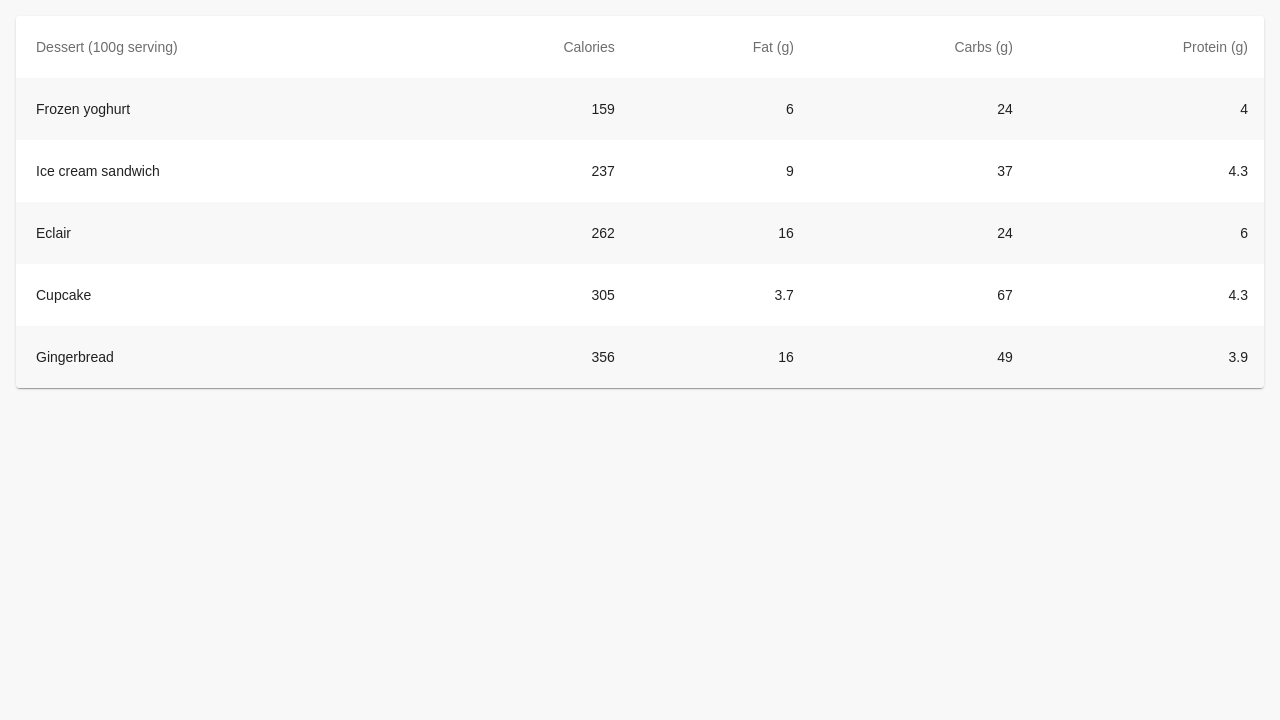 Dessert (100g serving) Calories Fat (g) Carbs (g) Protein (g)
Frozen yoghurt 159 6 24 4
Ice cream sandwich 237 9 37 4.3
Eclair 262 16 24 6
Cupcake 305 3.7 67 4.3
Gingerbread 356 16 49 3.9